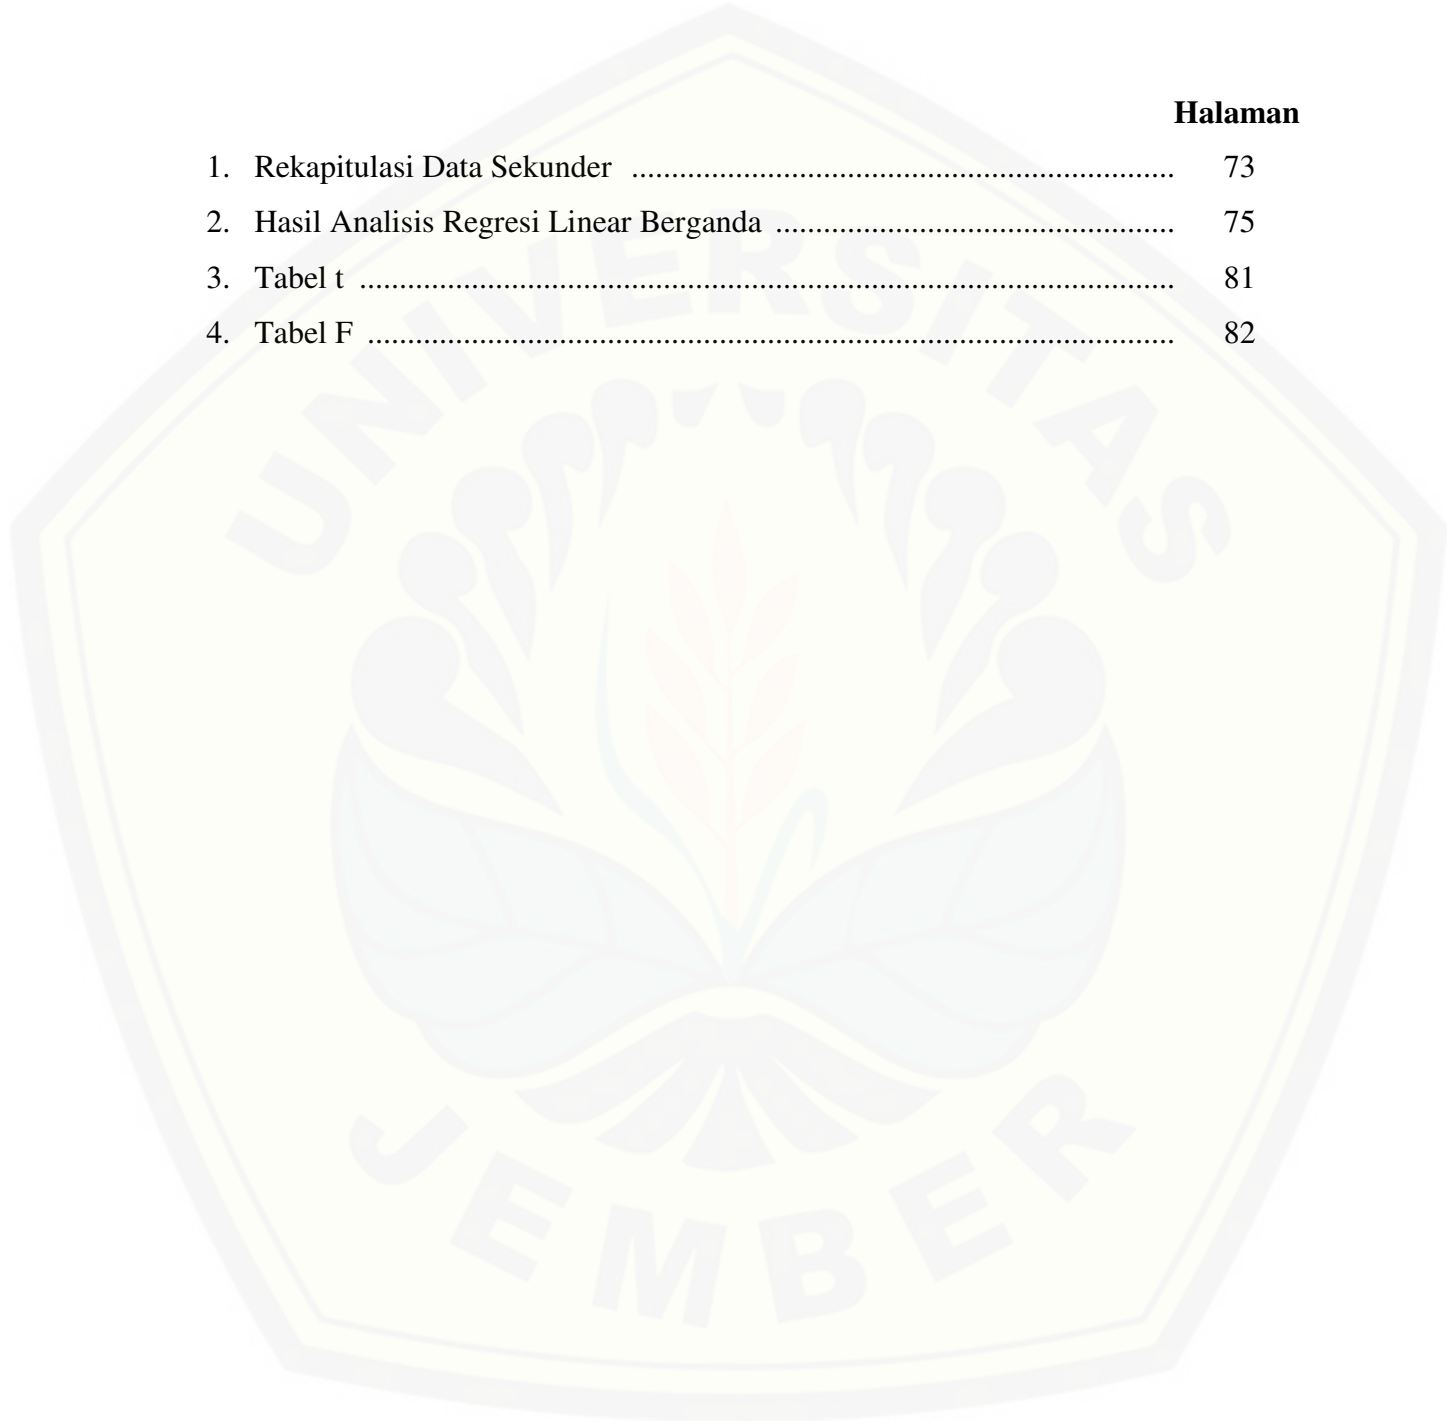 Halaman
1. Rekapitulasi Data Sekunder .................................................................... 73
2. Hasil Analisis Regresi Linear Berganda .................................................. 75
3. Tabel t ...................................................................................................... 81
4. Tabel F ..................................................................................................... 82
UNIVERSITAS
JEMBER